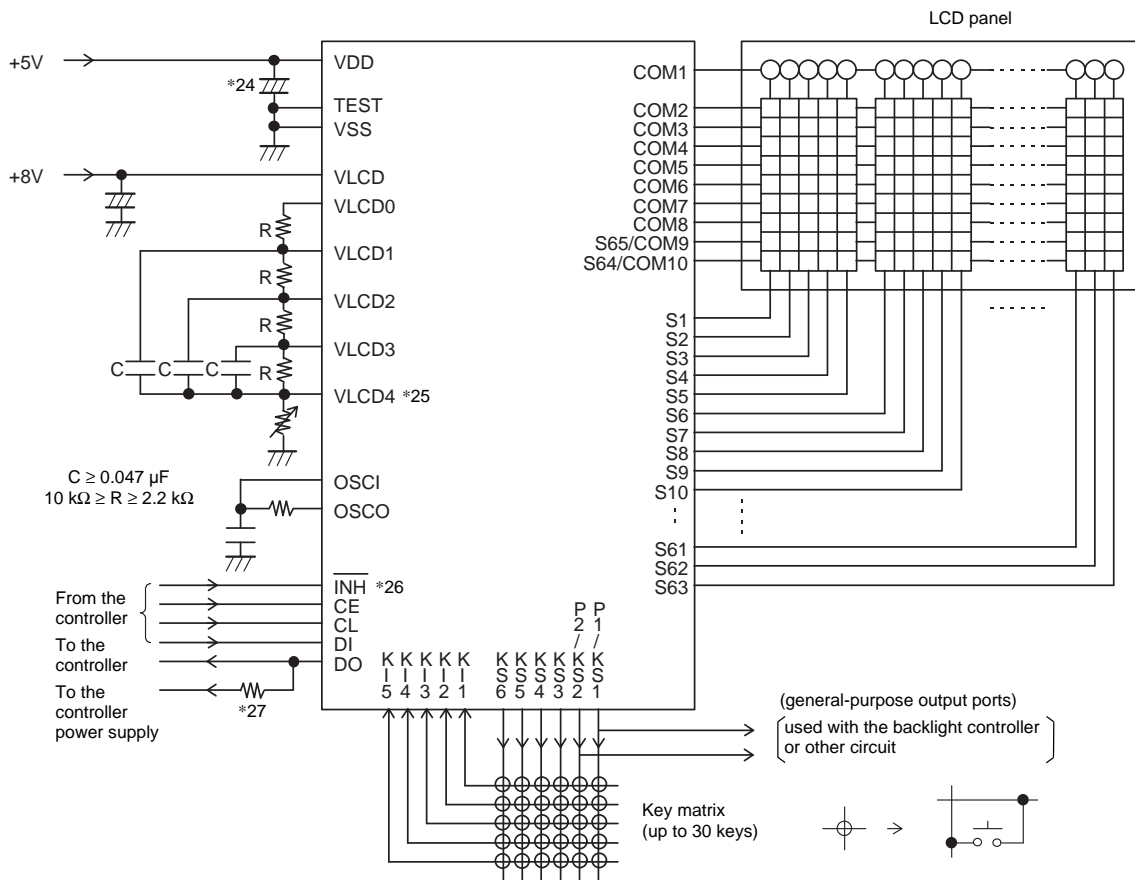 LCD panel
+5V
VDD
COM1
*24
TEST
VSS
COM2
COM3
COM4
COM5
COM6
COM7
COM8
S65/COM9
S64/COM10
+8V
VLCD
VLCD0
R
VLCD1
R
VLCD2
R
VLCD3
C
C
C
R
VLCD4 *25
S1
S2
S3
S4
S5
S6
S7
S8
S9
S10
S61
S62
S63
C ≥ 0.047 μF
10 kΩ ≥ R ≥ 2.2 kΩ
OSCI
OSCO
From the
controller
INH *26
CE
CL
DI
To the
controller
DO
To the
controller
power supply
*27
KI5
KI4
KI3
KI2
KI1
KS6
KS5
KS4
KS3
P2/KS2
P1/KS1
(general-purpose output ports)
used with the backlight controller
or other circuit
Key matrix
(up to 30 keys)